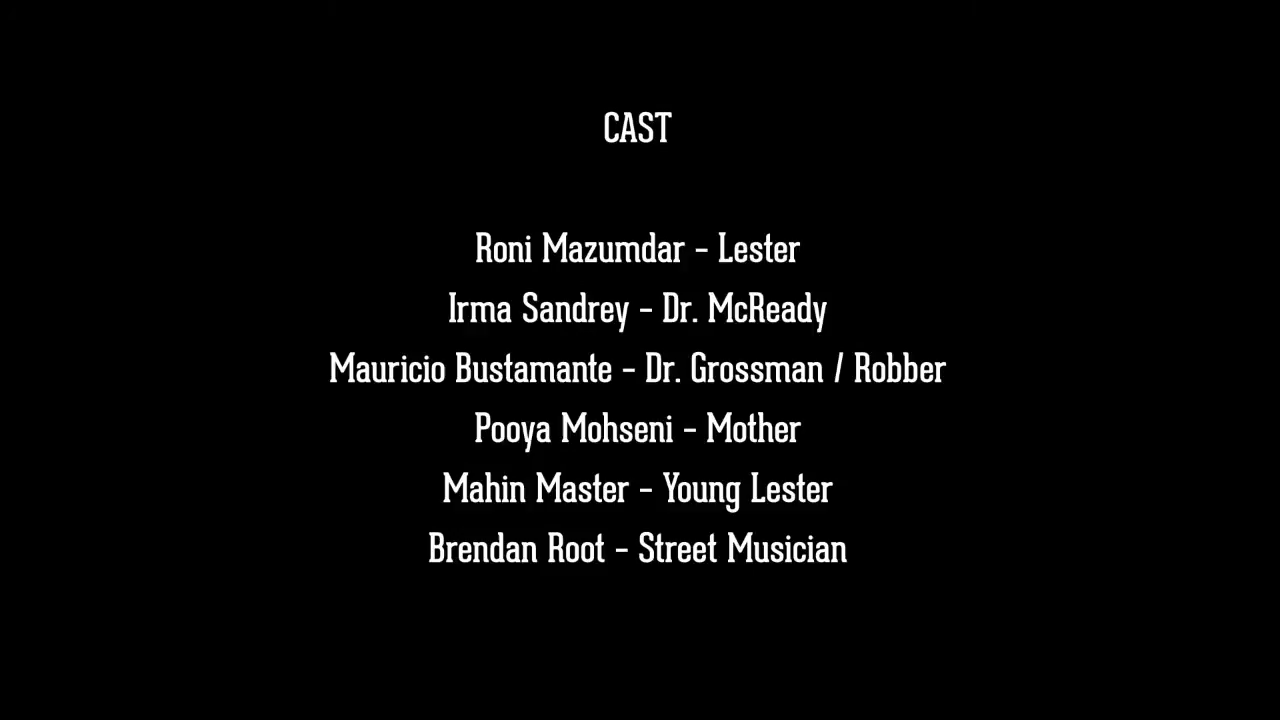 CAST
Roni Mazumdar - Lester
Irma Sandrey - Dr. McReady
Mauricio Bustamante - Dr. Grossman / Robber
Pooya Mohseni - Mother
Mahin Master - Young Lester
Brendan Root - Street Musician